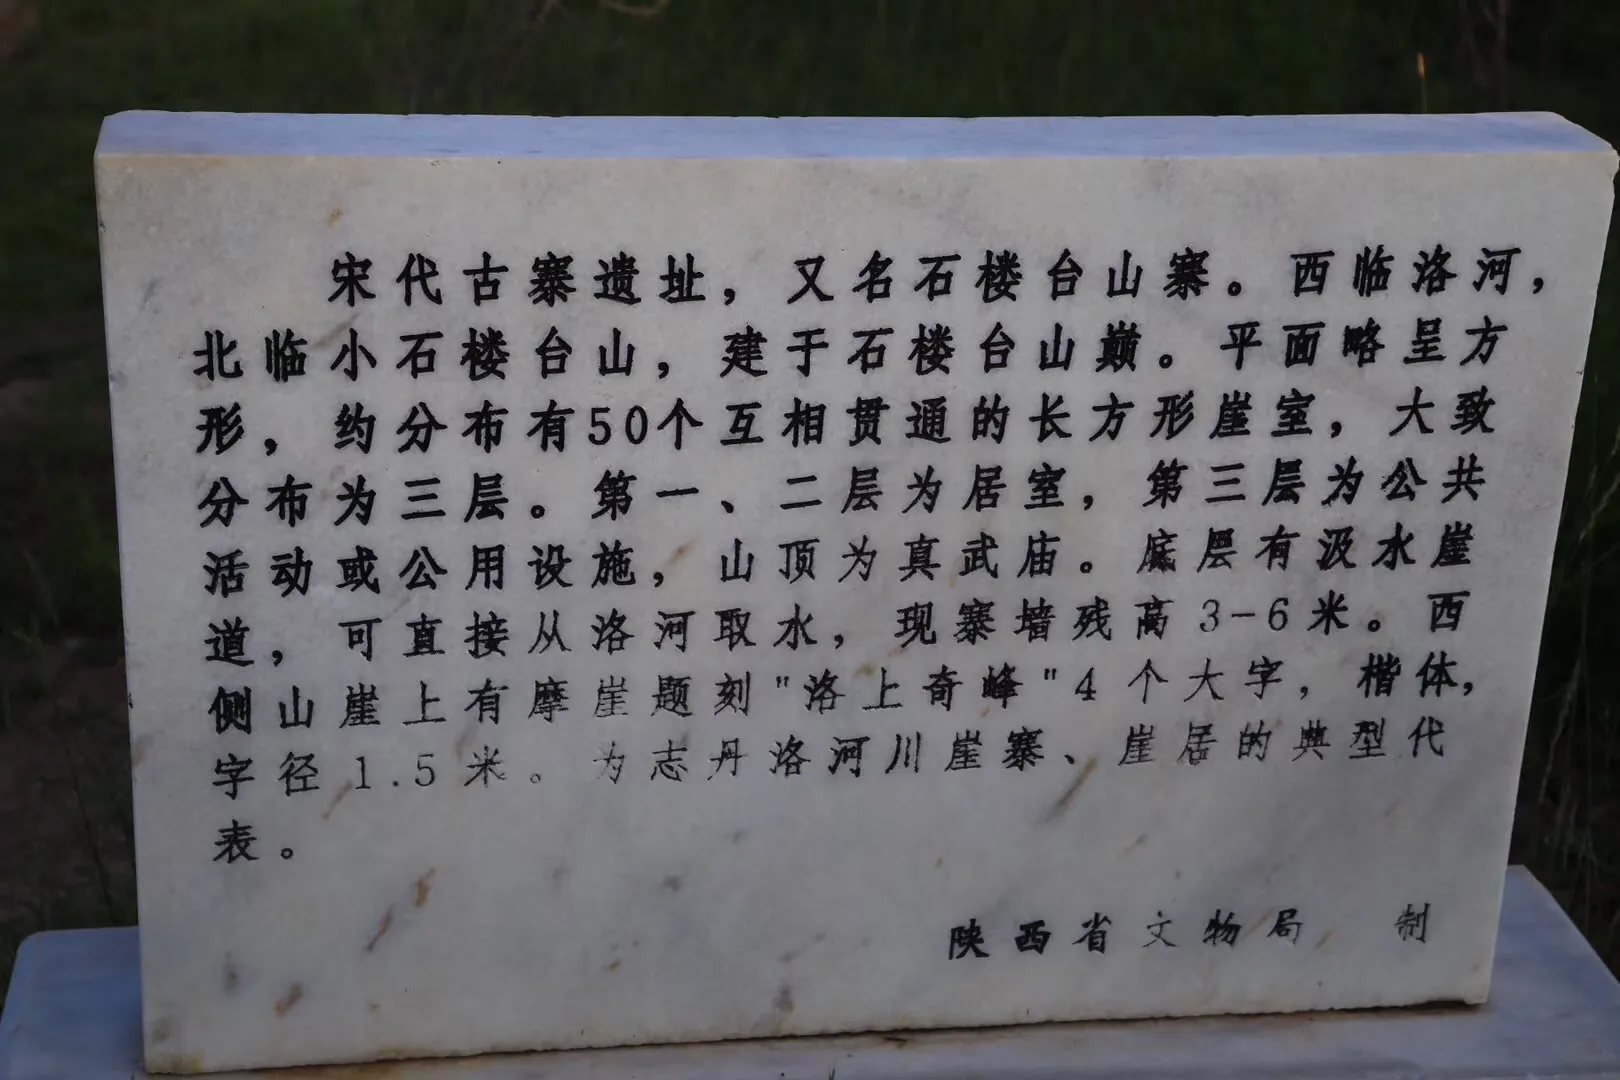 宋代古寨遗址，又名石楼台山寨。西临洛河，
北临小石楼台山，建于石楼台山巅。平面略呈方
形，约分布有50个互相贯通的长方形崖室，大致
分布为三层。第一、二层为居室，第三层为公共
活动或公用设施，山顶为真武庙。底层有汲水崖
道，可直接从洛河取水，现寨墙残高3-6米。西
侧山崖上有摩崖题刻"洛上奇峰"4个大字，楷体，
字径1.5米。为志丹洛河川崖寨、崖居的典型代
表。
陕西省文物局 制